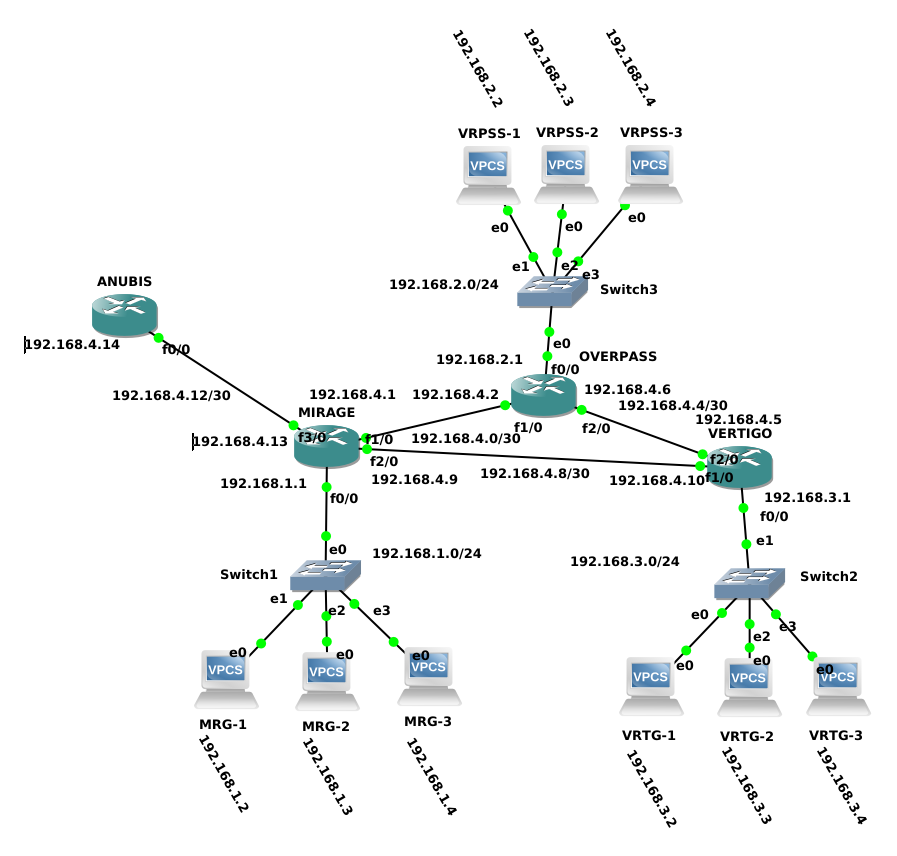 192.168.2.2
192.168.2.3
192.168.2.4
VRPSS-1
VRPSS-2
VRPSS-3
VPCS
VPCS
VPCS
e0
e0
e0
e1
e2
e3
192.168.2.0/24
Switch3
ANUBIS
192.168.4.14
f0/0
192.168.4.12/30
e0
192.168.2.1
f0/0
OVERPASS
192.168.4.1
192.168.4.2
192.168.4.6
192.168.4.4/30
192.168.4.5
MIRAGE
f1/0
f2/0
VERTIGO
192.168.4.13
f3/0
f1/0
192.168.4.0/30
f2/0
f2/0
192.168.4.8/30
192.168.4.10
f1/0
192.168.1.1
192.168.4.9
f0/0
192.168.3.1
f0/0
e0
192.168.1.0/24
e1
192.168.3.0/24
Switch1
Switch2
e1
e2
e3
e0
e2
e3
e0
e0
e0
e0
e0
e0
VPCS
VPCS
VPCS
VPCS
VPCS
VPCS
MRG-1
MRG-2
MRG-3
VRTG-1
VRTG-2
VRTG-3
192.168.1.2
192.168.1.3
192.168.1.4
192.168.3.2
192.168.3.3
192.168.3.4